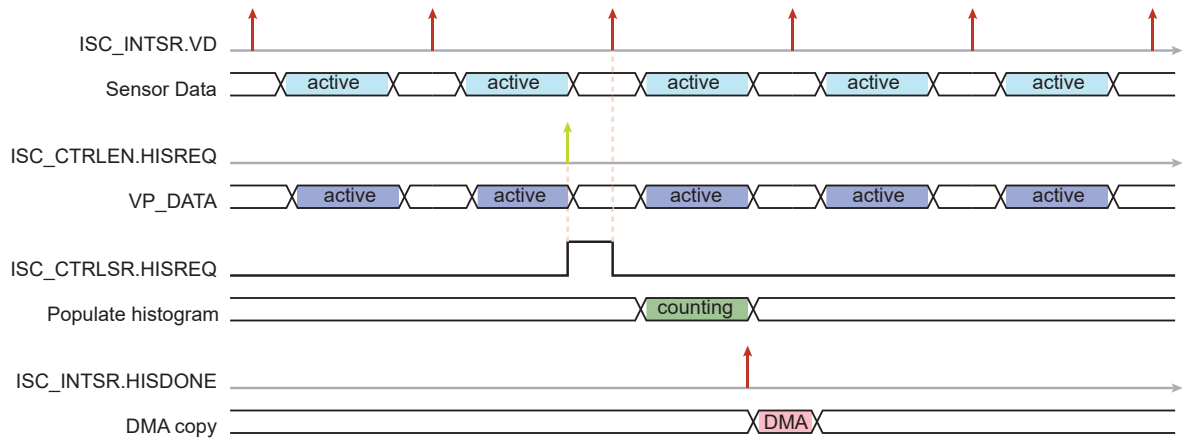 ISC_INTSR.VD
Sensor Data
active active active active active
ISC_CTRLEN.HISREQ
VP_DATA
active active active active active
ISC_CTRLSR.HISREQ
Populate histogram
counting
ISC_INTSR.HISDONE
DMA copy
DMA